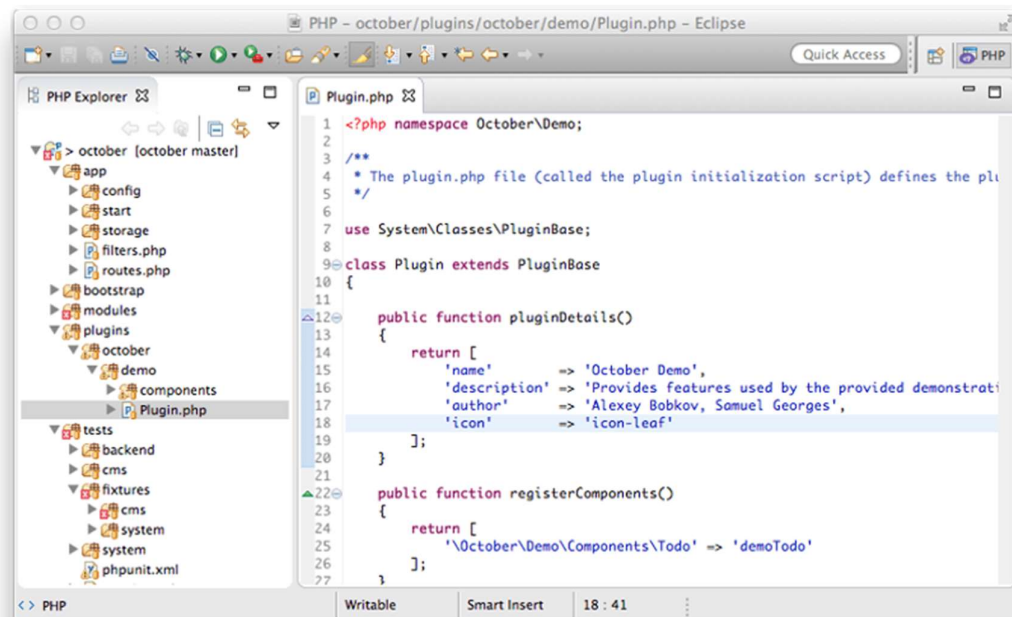 PHP – october/plugins/october/demo/Plugin.php – Eclipse
Quick Access
PHP
PHP Explorer
> october [october master]
app
config
start
storage
filters.php
routes.php
bootstrap
modules
plugins
october
demo
components
Plugin.php
tests
backend
cms
fixtures
cms
system
system
phpunit.xml
Plugin.php
1 <?php namespace October\Demo;
2
3 /**
4 * The plugin.php file (called the plugin initialization script) defines the plu
5 */
6
7 use System\Classes\PluginBase;
8
9 class Plugin extends PluginBase
10 {
11
12 public function pluginDetails()
13 {
14 return [
15 'name' => 'October Demo',
16 'description' => 'Provides features used by the provided demonstrati
17 'author' => 'Alexey Bobkov, Samuel Georges',
18 'icon' => 'icon-leaf'
19 ];
20 }
21
22 public function registerComponents()
23 {
24 return [
25 '\October\Demo\Components\Todo' => 'demoTodo'
26 ];
27 }
<> PHP
Writable
Smart Insert
18 : 41